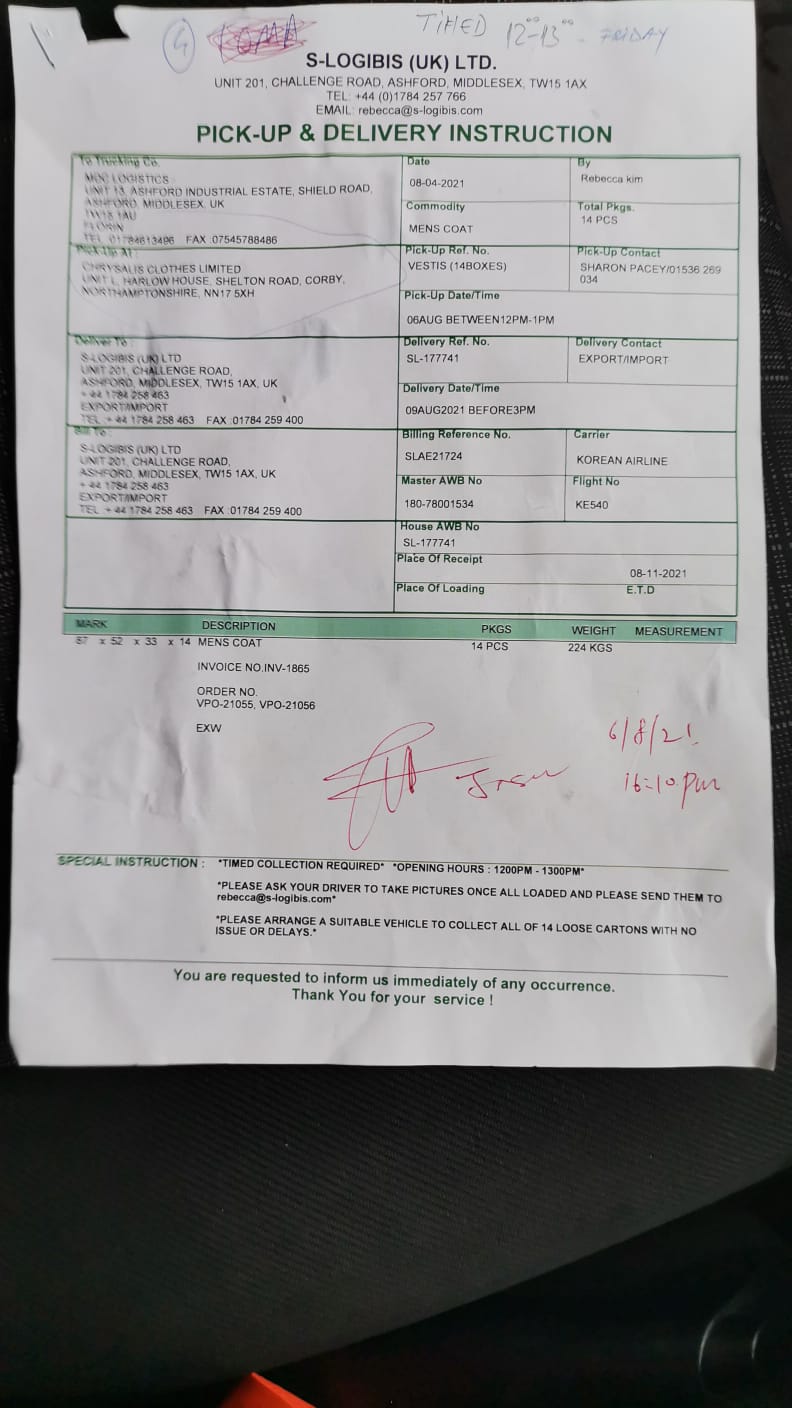 4
TIMED 12°°-13°° - FRIDAY
S-LOGIBIS (UK) LTD.
UNIT 201, CHALLENGE ROAD, ASHFORD, MIDDLESEX, TW15 1AX
TEL: +44 (0)1784 257 766
EMAIL: rebecca@s-logibis.com
PICK-UP & DELIVERY INSTRUCTION
To Trucking Co.
MOC LOGISTICS
UNIT 13, ASHFORD INDUSTRIAL ESTATE, SHIELD ROAD,
ASHFORD, MIDDLESEX, UK
TW15 1AU
FLORIN
TEL 01784613496 FAX :07545788486
Date
08-04-2021
By
Rebecca kim
Commodity
MENS COAT
Total Pkgs.
14 PCS
Pick-Up At :
CHRYSALIS CLOTHES LIMITED
UNIT L, HARLOW HOUSE, SHELTON ROAD, CORBY,
NORTHAMPTONSHIRE, NN17 5XH
Pick-Up Ref. No.
VESTIS (14BOXES)
Pick-Up Contact
SHARON PACEY/01536 269
034
Pick-Up Date/Time
06AUG BETWEEN12PM-1PM
Deliver To :
S-LOGIBIS (UK) LTD
UNIT 201, CHALLENGE ROAD,
ASHFORD, MIDDLESEX, TW15 1AX, UK
+ 44 1784 258 463
EXPORT/IMPORT
TEL :+ 44 1784 258 463 FAX :01784 259 400
Delivery Ref. No.
SL-177741
Delivery Contact
EXPORT/IMPORT
Delivery Date/Time
09AUG2021 BEFORE3PM
Bill To :
S-LOGIBIS (UK) LTD
UNIT 201, CHALLENGE ROAD,
ASHFORD, MIDDLESEX, TW15 1AX, UK
+ 44 1784 258 463
EXPORT/IMPORT
TEL :+ 44 1784 258 463 FAX :01784 259 400
Billing Reference No.
SLAE21724
Carrier
KOREAN AIRLINE
Master AWB No
180-78001534
Flight No
KE540
House AWB No
SL-177741
Place Of Receipt
08-11-2021
Place Of Loading E.T.D
MARK DESCRIPTION PKGS WEIGHT MEASUREMENT
57 x 52 x 33 x 14 MENS COAT 14 PCS 224 KGS
INVOICE NO.INV-1865
ORDER NO.
VPO-21055, VPO-21056
EXW
6/8/21
16:10 pm
SPECIAL INSTRUCTION : *TIMED COLLECTION REQUIRED* *OPENING HOURS : 1200PM - 1300PM*
*PLEASE ASK YOUR DRIVER TO TAKE PICTURES ONCE ALL LOADED AND PLEASE SEND THEM TO
rebecca@s-logibis.com*
*PLEASE ARRANGE A SUITABLE VEHICLE TO COLLECT ALL OF 14 LOOSE CARTONS WITH NO
ISSUE OR DELAYS.*
You are requested to inform us immediately of any occurrence.
Thank You for your service !